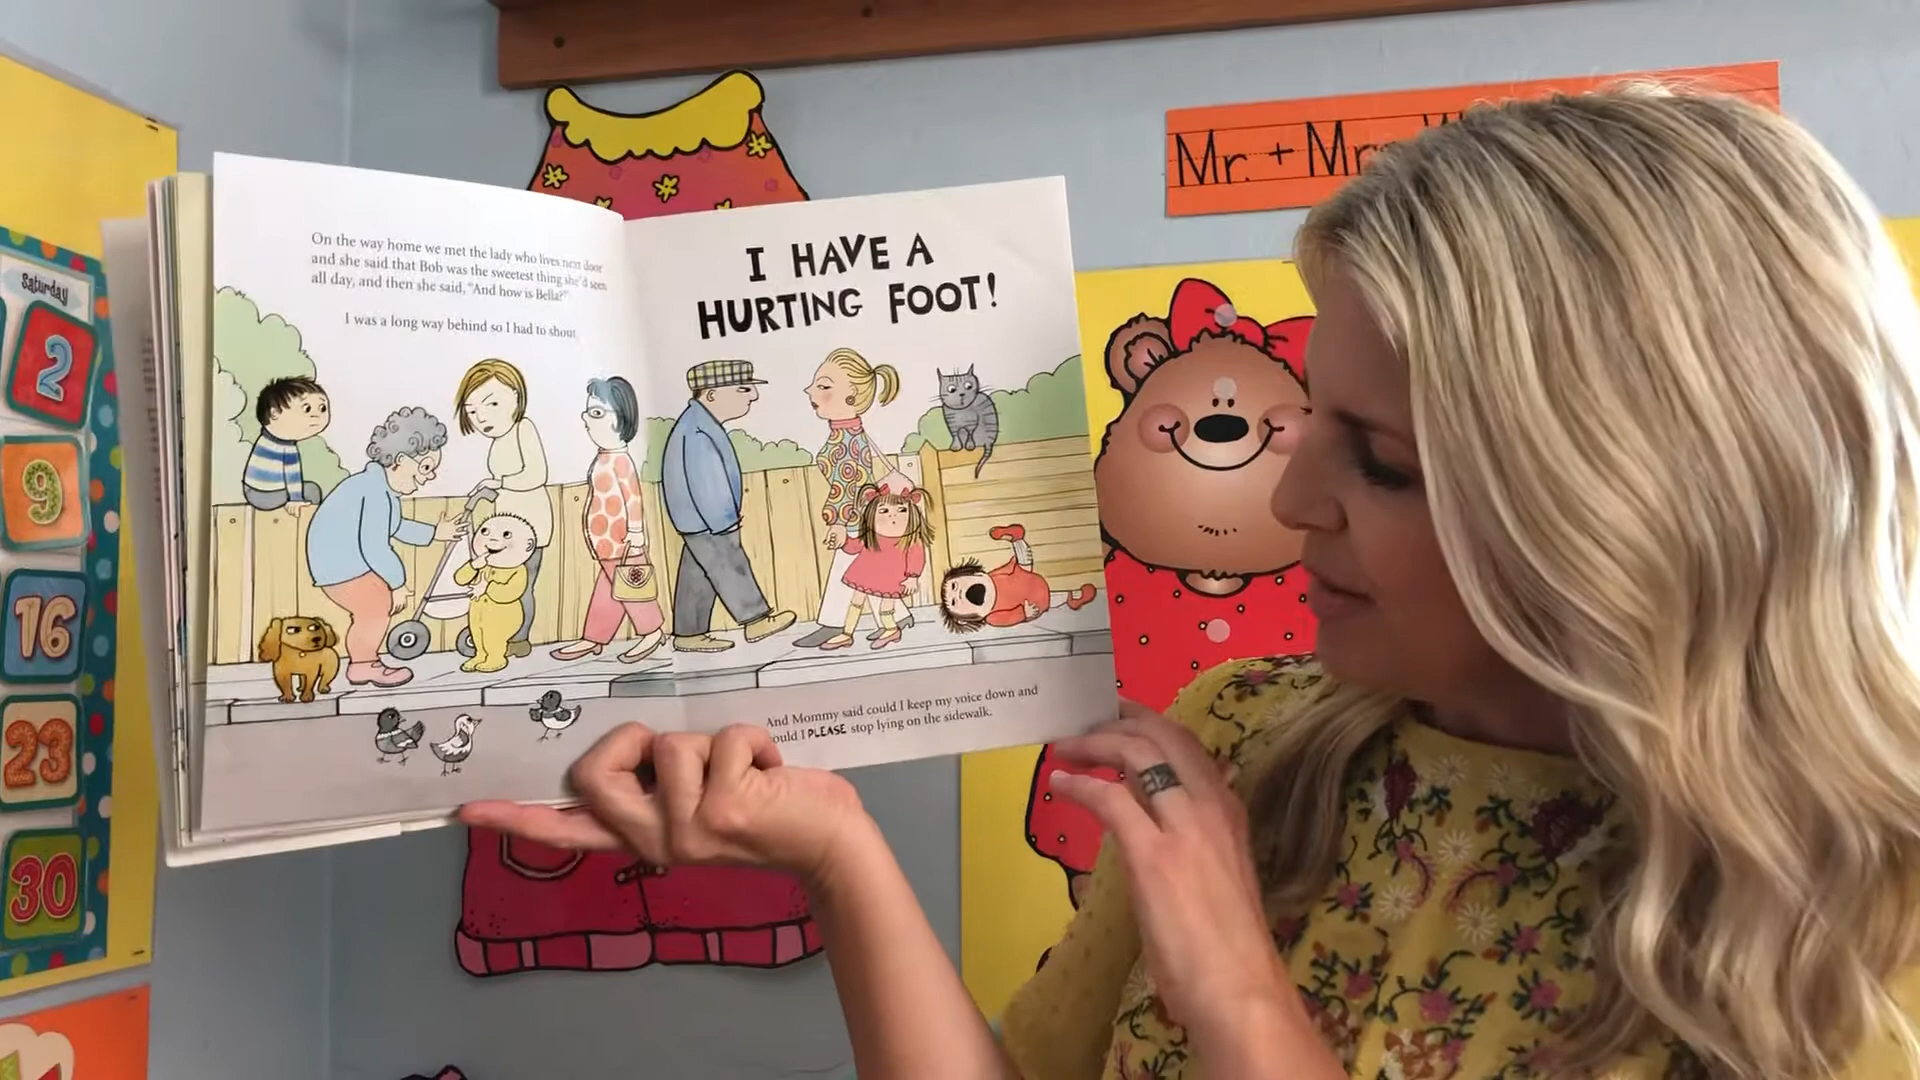 On the way home we met the lady who lives next door
and she said that Bob was the sweetest thing she'd seen
all day, and then she said, "And how is Bella?"
I was a long way behind so I had to shout
I HAVE A
HURTING FOOT!
And Mommy said could I keep my voice down and
I PLEASE stop lying on the sidewalk.
Mr. + Mrs.
Saturday
2
9
16
23
30